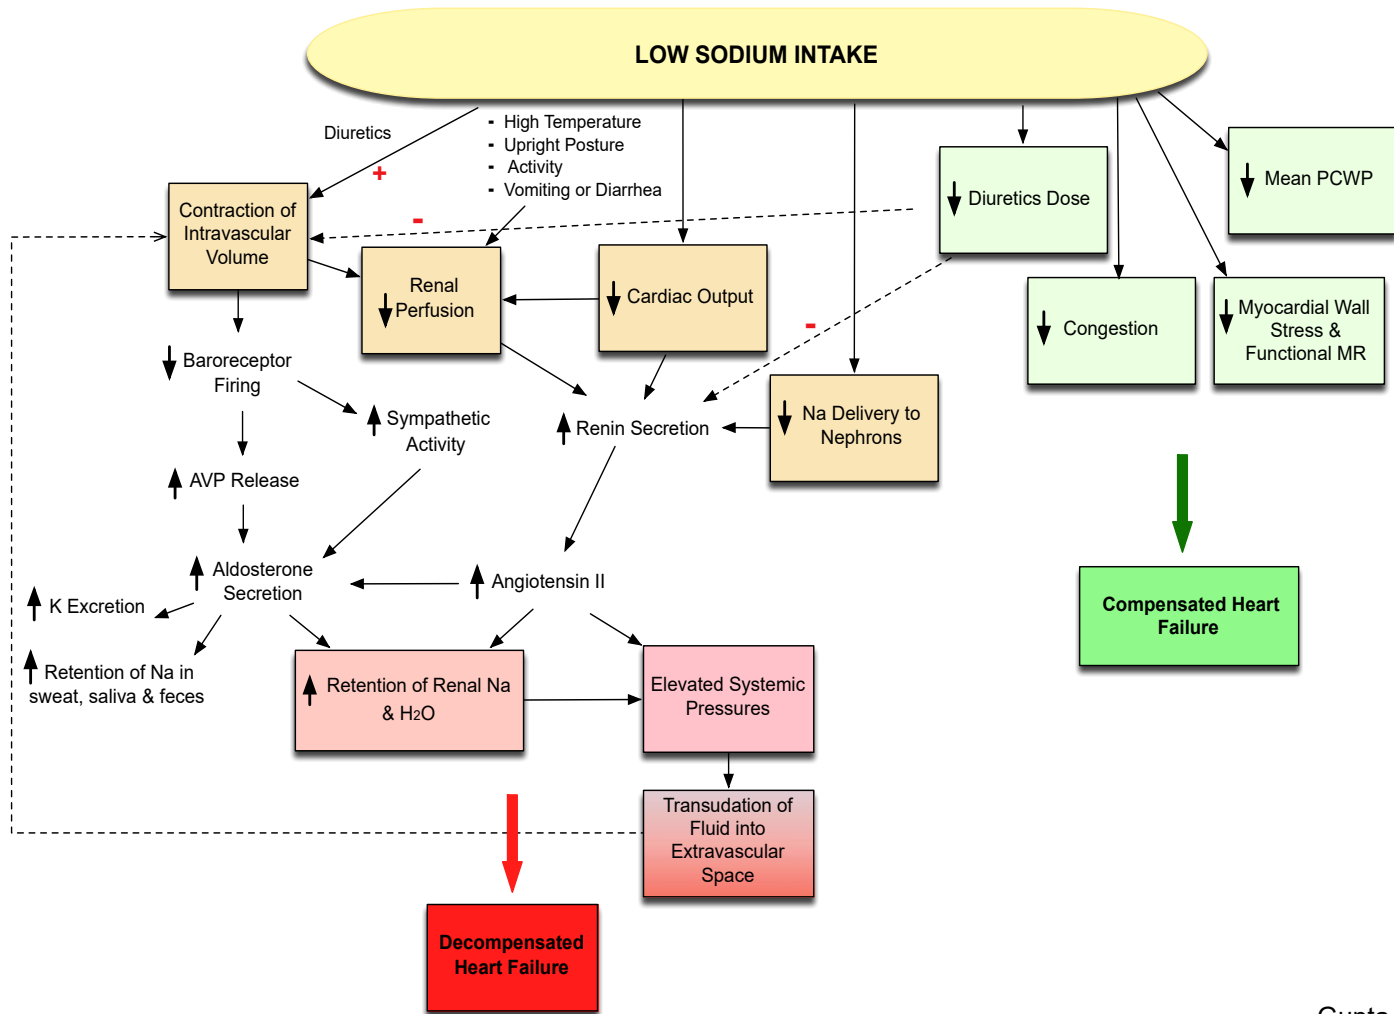 LOW SODIUM INTAKE
Diuretics
+
- High Temperature
- Upright Posture
- Activity
- Vomiting or Diarrhea
Contraction of
Intravascular
Volume
-
Renal
Perfusion
Cardiac Output
Diuretics Dose
-
Mean PCWP
Congestion
Myocardial Wall
Stress &
Functional MR
Baroreceptor
Firing
Sympathetic
Activity
Renin Secretion
Na Delivery to
Nephrons
AVP Release
Aldosterone
Secretion
Angiotensin II
K Excretion
Retention of Na in
sweat, saliva & feces
Retention of Renal Na
& H₂O
Elevated Systemic
Pressures
Compensated Heart
Failure
Transudation of
Fluid into
Extravascular
Space
Decompensated
Heart Failure